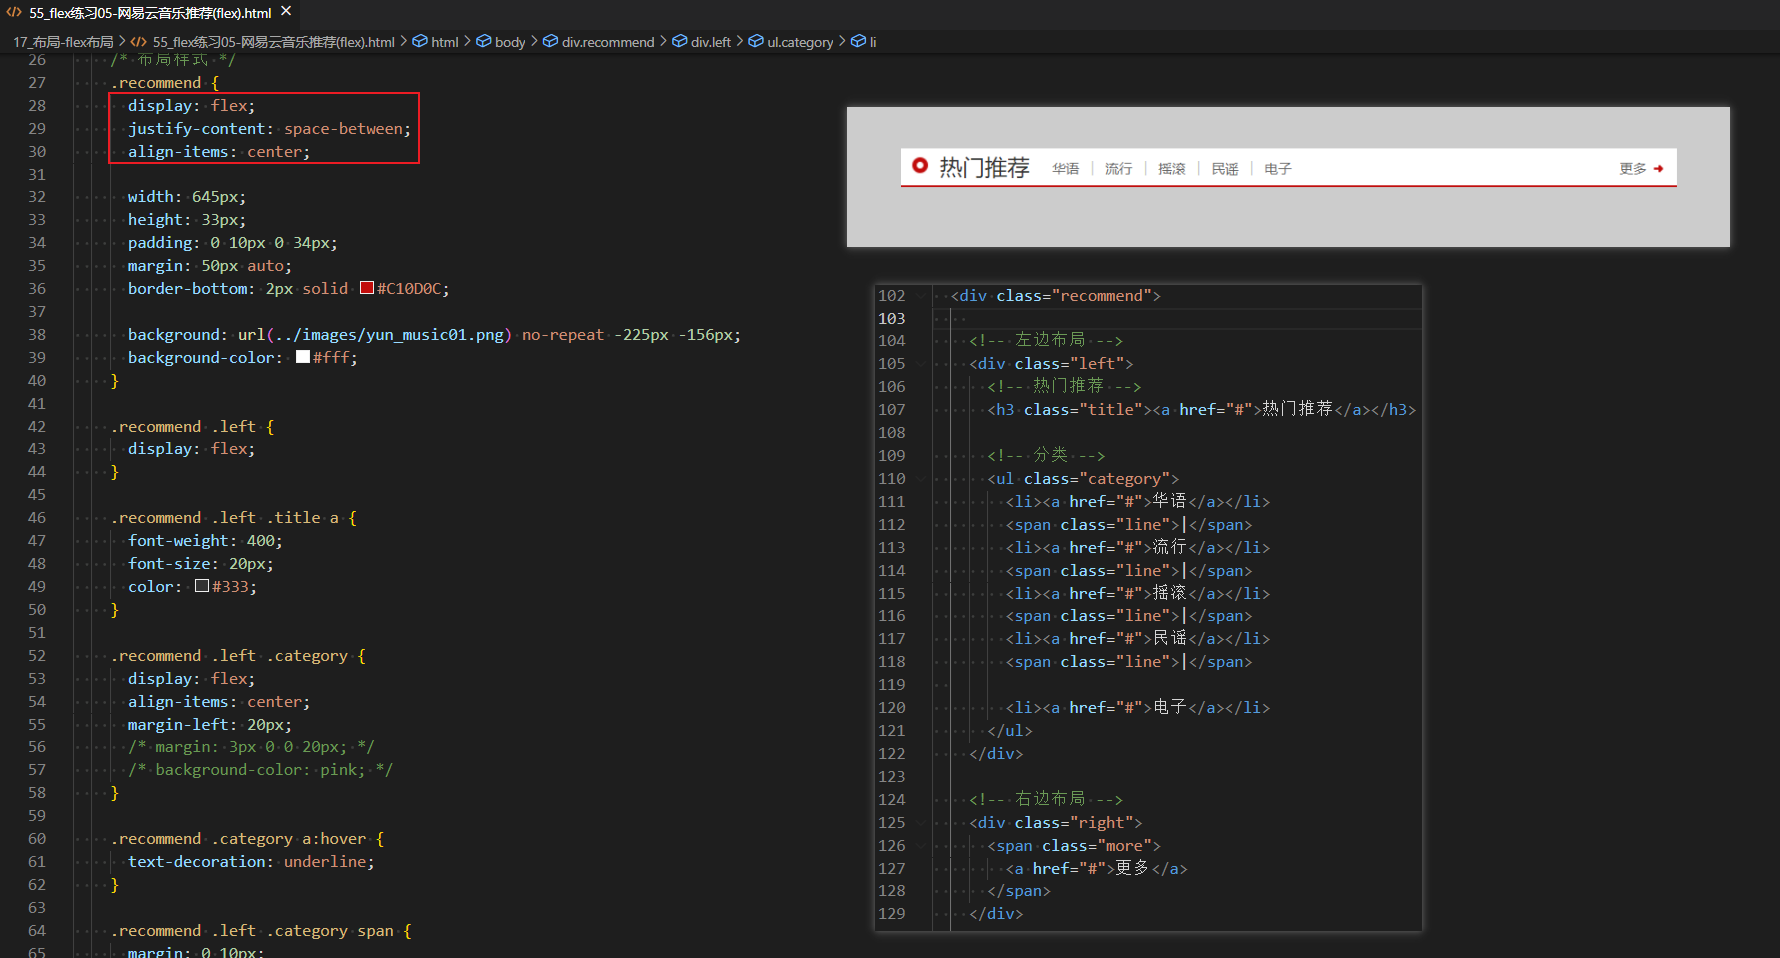 55_flex练习05-网易云音乐推荐(flex).html ×
17_布局-flex布局 > 55_flex练习05-网易云音乐推荐(flex).html > html > body > div.recommend > div.left > ul.category > li
26 /* 布局样式 */
27 .recommend {
28 display: flex;
29 justify-content: space-between;
30 align-items: center;
31
32 width: 645px;
33 height: 33px;
34 padding: 0 10px 0 34px;
35 margin: 50px auto;
36 border-bottom: 2px solid #C10D0C;
37
38 background: url(../images/yun_music01.png) no-repeat -225px -156px;
39 background-color: #fff;
40 }
41
42 .recommend .left {
43 display: flex;
44 }
45
46 .recommend .left .title a {
47 font-weight: 400;
48 font-size: 20px;
49 color: #333;
50 }
51
52 .recommend .left .category {
53 display: flex;
54 align-items: center;
55 margin-left: 20px;
56 /* margin: 3px 0 0 20px; */
57 /* background-color: pink; */
58 }
59
60 .recommend .category a:hover {
61 text-decoration: underline;
62 }
63
64 .recommend .left .category span {
65 margin: 0 10px;
热门推荐 华语 | 流行 | 摇滚 | 民谣 | 电子 更多
102 <div class="recommend">
103
104 <!-- 左边布局 -->
105 <div class="left">
106 <!-- 热门推荐 -->
107 <h3 class="title"><a href="#">热门推荐</a></h3>
108
109 <!-- 分类 -->
110 <ul class="category">
111 <li><a href="#">华语</a></li>
112 <span class="line">|</span>
113 <li><a href="#">流行</a></li>
114 <span class="line">|</span>
115 <li><a href="#">摇滚</a></li>
116 <span class="line">|</span>
117 <li><a href="#">民谣</a></li>
118 <span class="line">|</span>
119
120 <li><a href="#">电子</a></li>
121 </ul>
122 </div>
123
124 <!-- 右边布局 -->
125 <div class="right">
126 <span class="more">
127 <a href="#">更多</a>
128 </span>
129 </div>